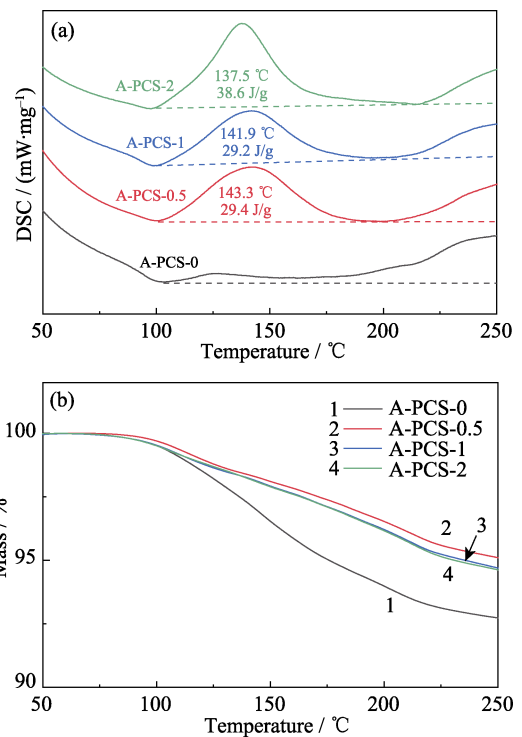 (a)
A-PCS-2
137.5 ℃
38.6 J/g
A-PCS-1
141.9 ℃
29.2 J/g
A-PCS-0.5
143.3 ℃
29.4 J/g
A-PCS-0
DSC / (mW·mg⁻¹)
50 100 150 200 250
Temperature / ℃
(b)
1 A-PCS-0
2 A-PCS-0.5
3 A-PCS-1
4 A-PCS-2
100
95
90
Mass / %
2
3
4
1
50 100 150 200 250
Temperature / ℃